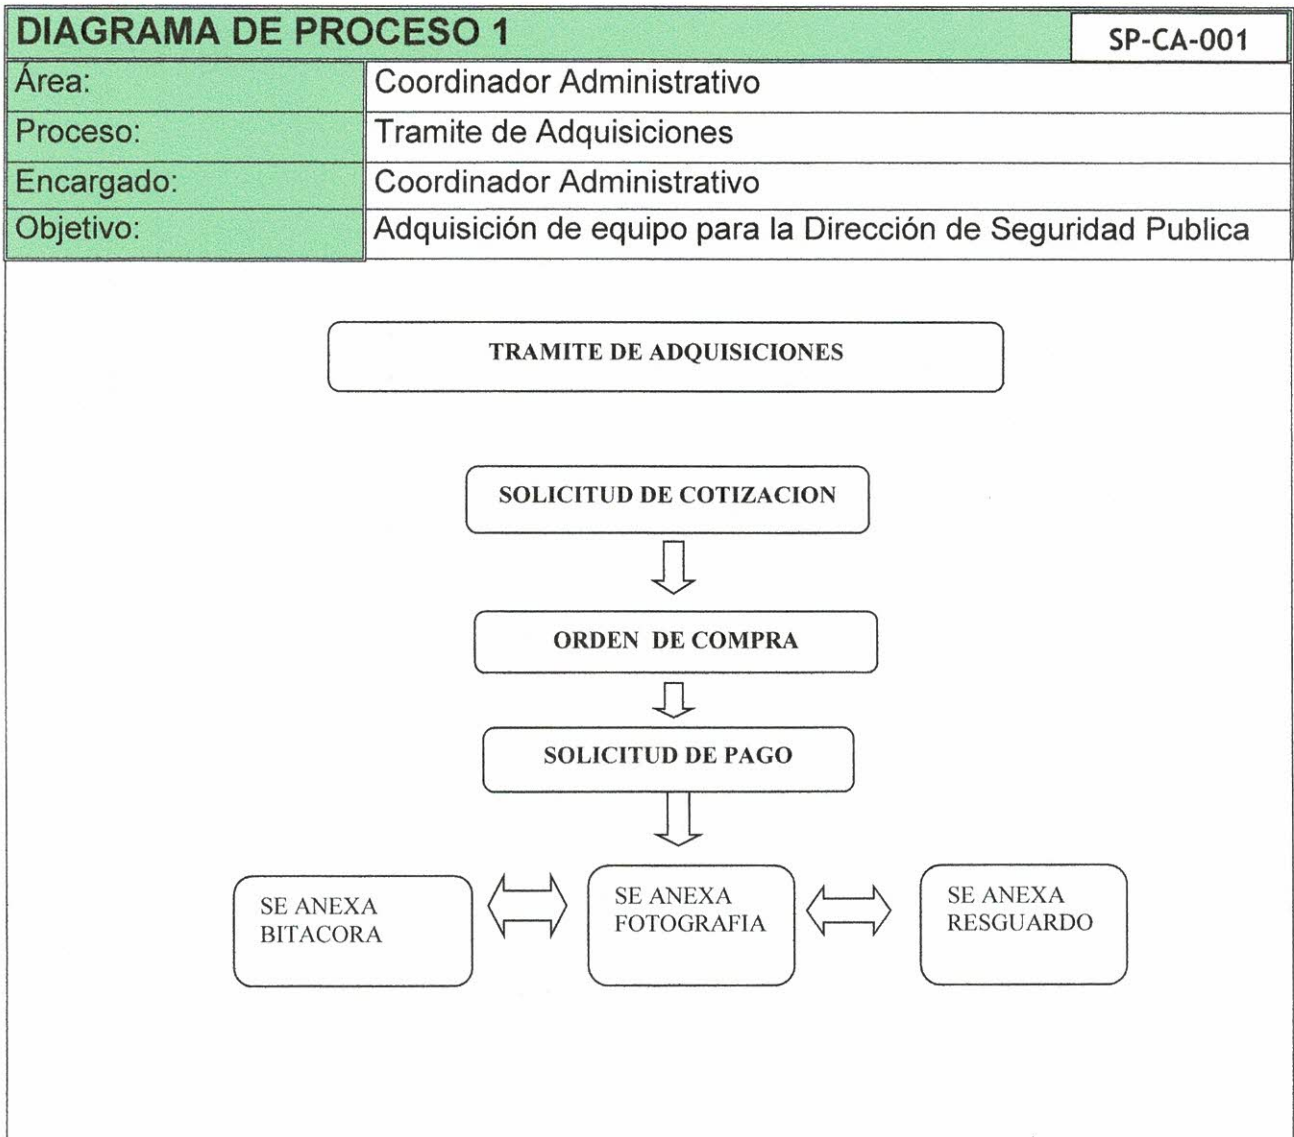 DIAGRAMA DE PROCESO 1
SP-CA-001
Área:
Coordinador Administrativo
Proceso:
Tramite de Adquisiciones
Encargado:
Coordinador Administrativo
Objetivo:
Adquisición de equipo para la Dirección de Seguridad Publica
TRAMITE DE ADQUISICIONES
SOLICITUD DE COTIZACION
ORDEN DE COMPRA
SOLICITUD DE PAGO
SE ANEXA
BITACORA
SE ANEXA
FOTOGRAFIA
SE ANEXA
RESGUARDO